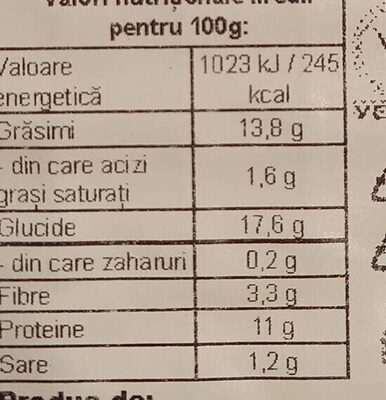 Valori nutriționale medii
pentru 100g:
Valoare energetică 1023 kJ / 245 kcal
Grăsimi 13,8 g
- din care acizi grași saturați 1,6 g
Glucide 17,6 g
- din care zaharuri 0,2 g
Fibre 3,3 g
Proteine 11 g
Sare 1,2 g
Produs de: